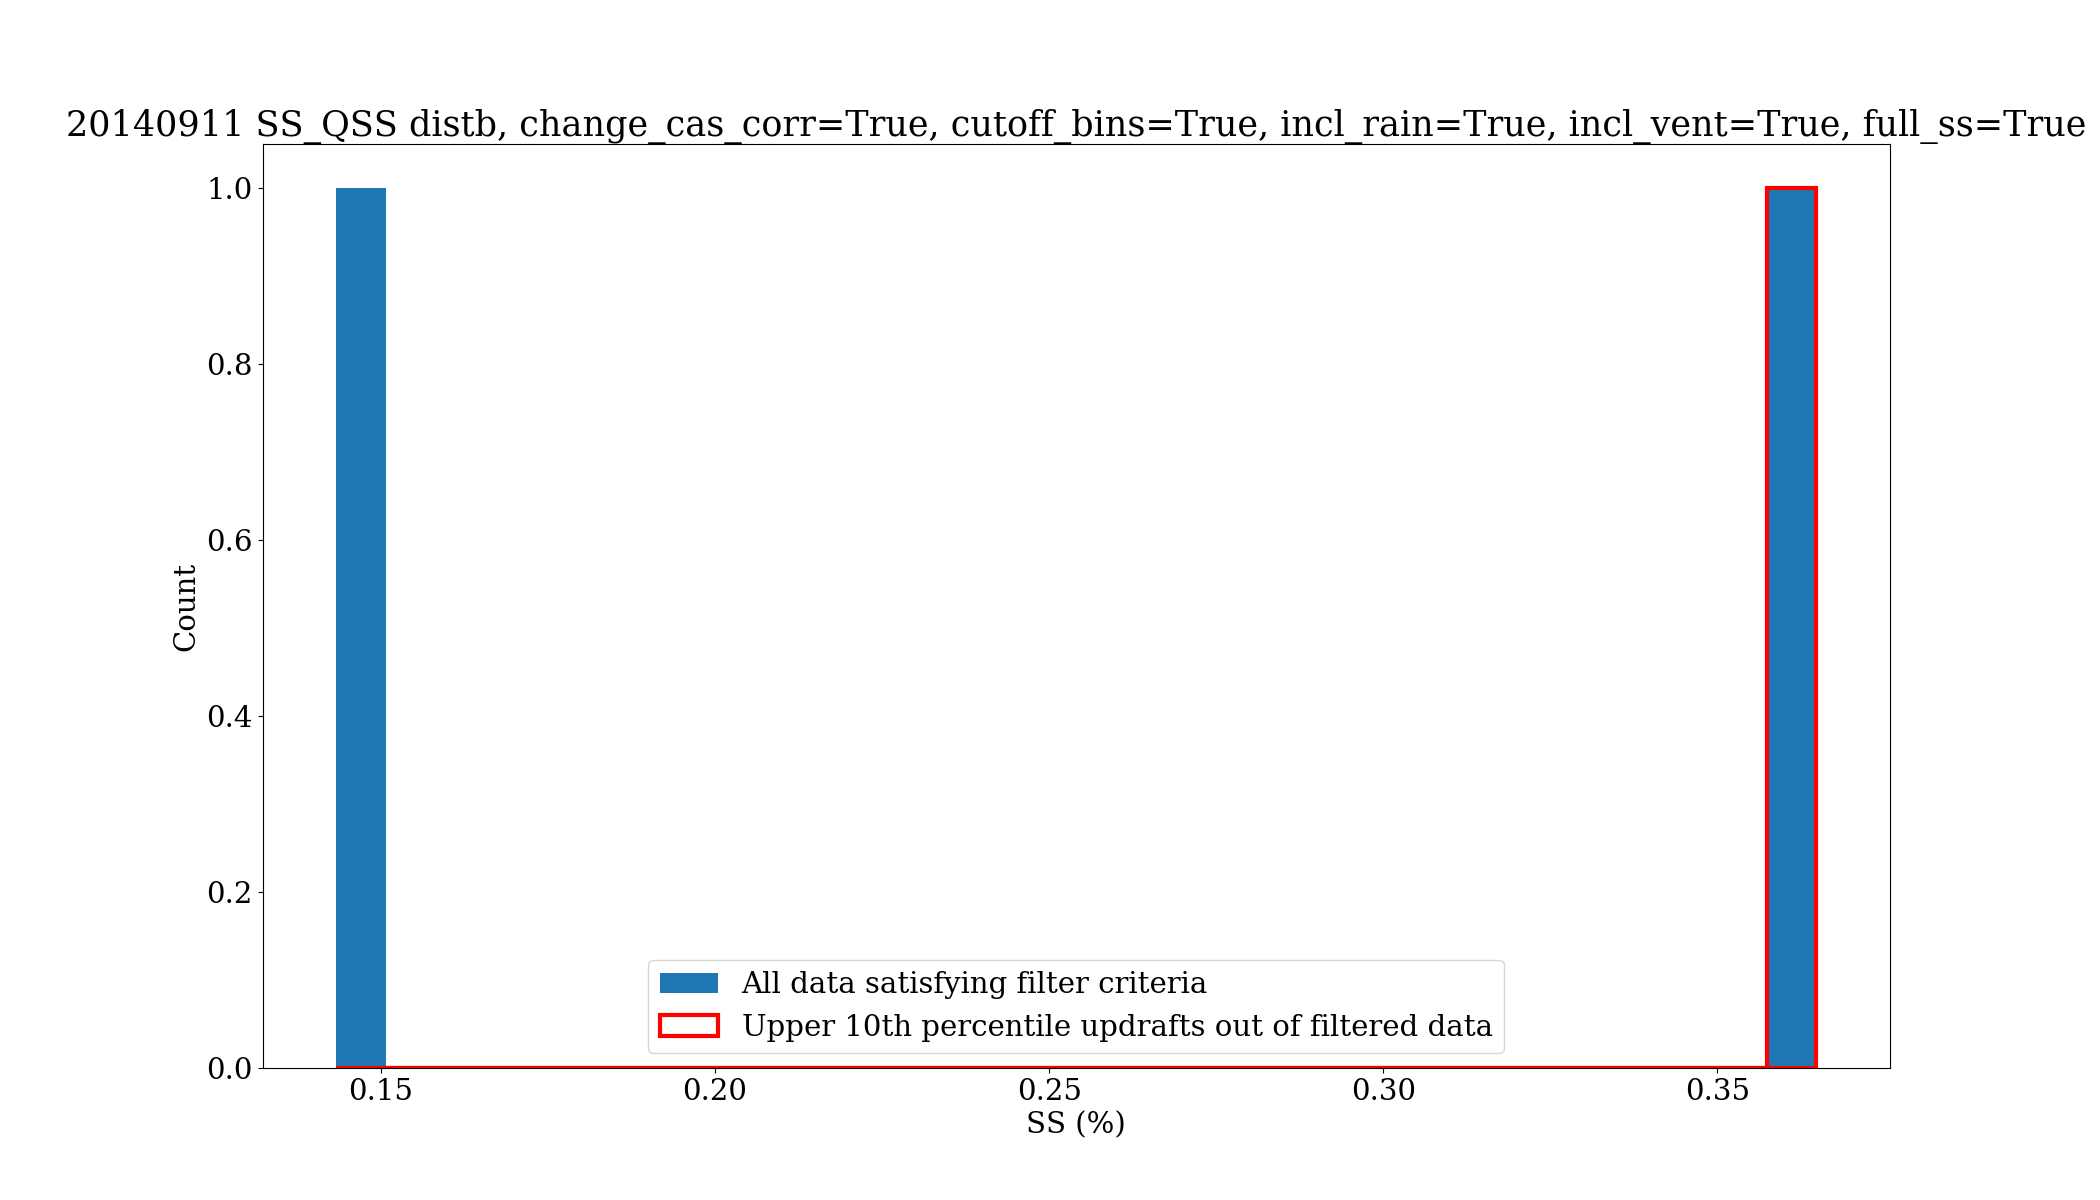 20140911 SS_QSS distb, change_cas_corr=True, cutoff_bins=True, incl_rain=True, incl_vent=True, full_ss=True
1.0
0.8
0.6
0.4
0.2
0.0
Count
All data satisfying filter criteria
Upper 10th percentile updrafts out of filtered data
0.15 0.20 0.25 0.30 0.35
SS (%)